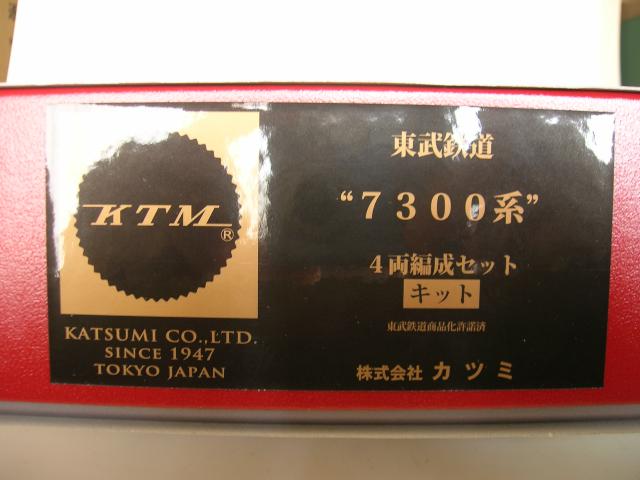 KTM
®
KATSUMI CO.,LTD.
SINCE 1947
TOKYO JAPAN
東武鉄道
“７３００系”
４両編成セット
キット
東武鉄道商品化許諾済
株式会社 カツミ